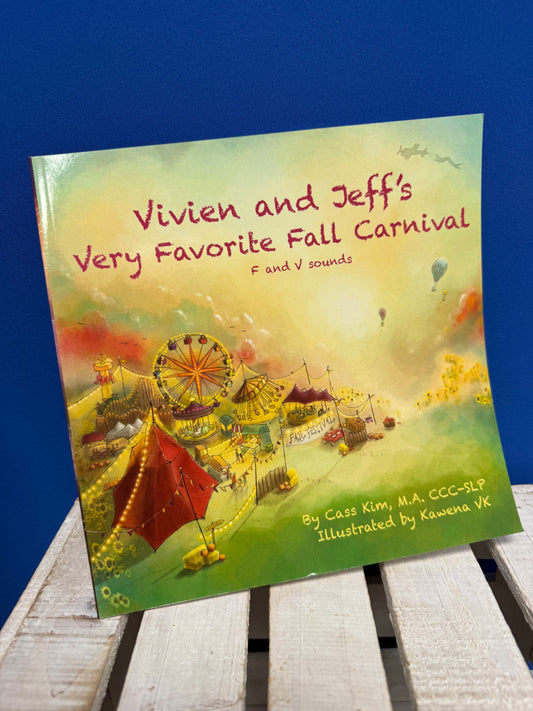 Vivien and Jeff's
Very Favorite Fall Carnival
F and V sounds
By Cass Kim, M.A. CCC-SLP
Illustrated by Kawena VK